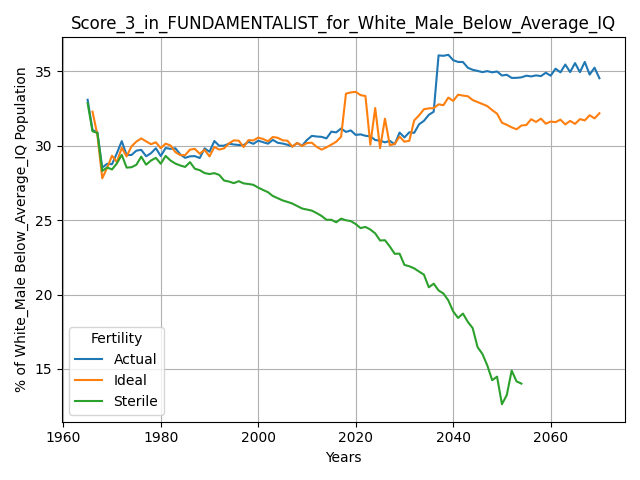 Score_3_in_FUNDAMENTALIST_for_White_Male_Below_Average_IQ
% of White_Male Below_Average_IQ Population
35
30
25
20
15
Fertility
Actual
Ideal
Sterile
1960 1980 2000 2020 2040 2060
Years